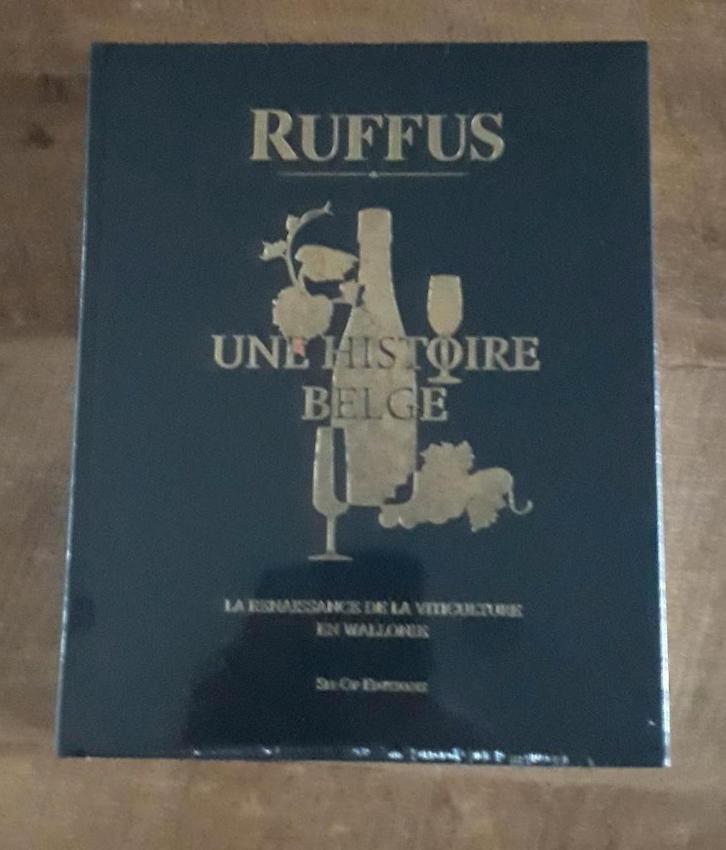 RUFFUS
UNE HISTOIRE
BELGE
LA RENAISSANCE DE LA VITICULTURE
EN WALLONIE